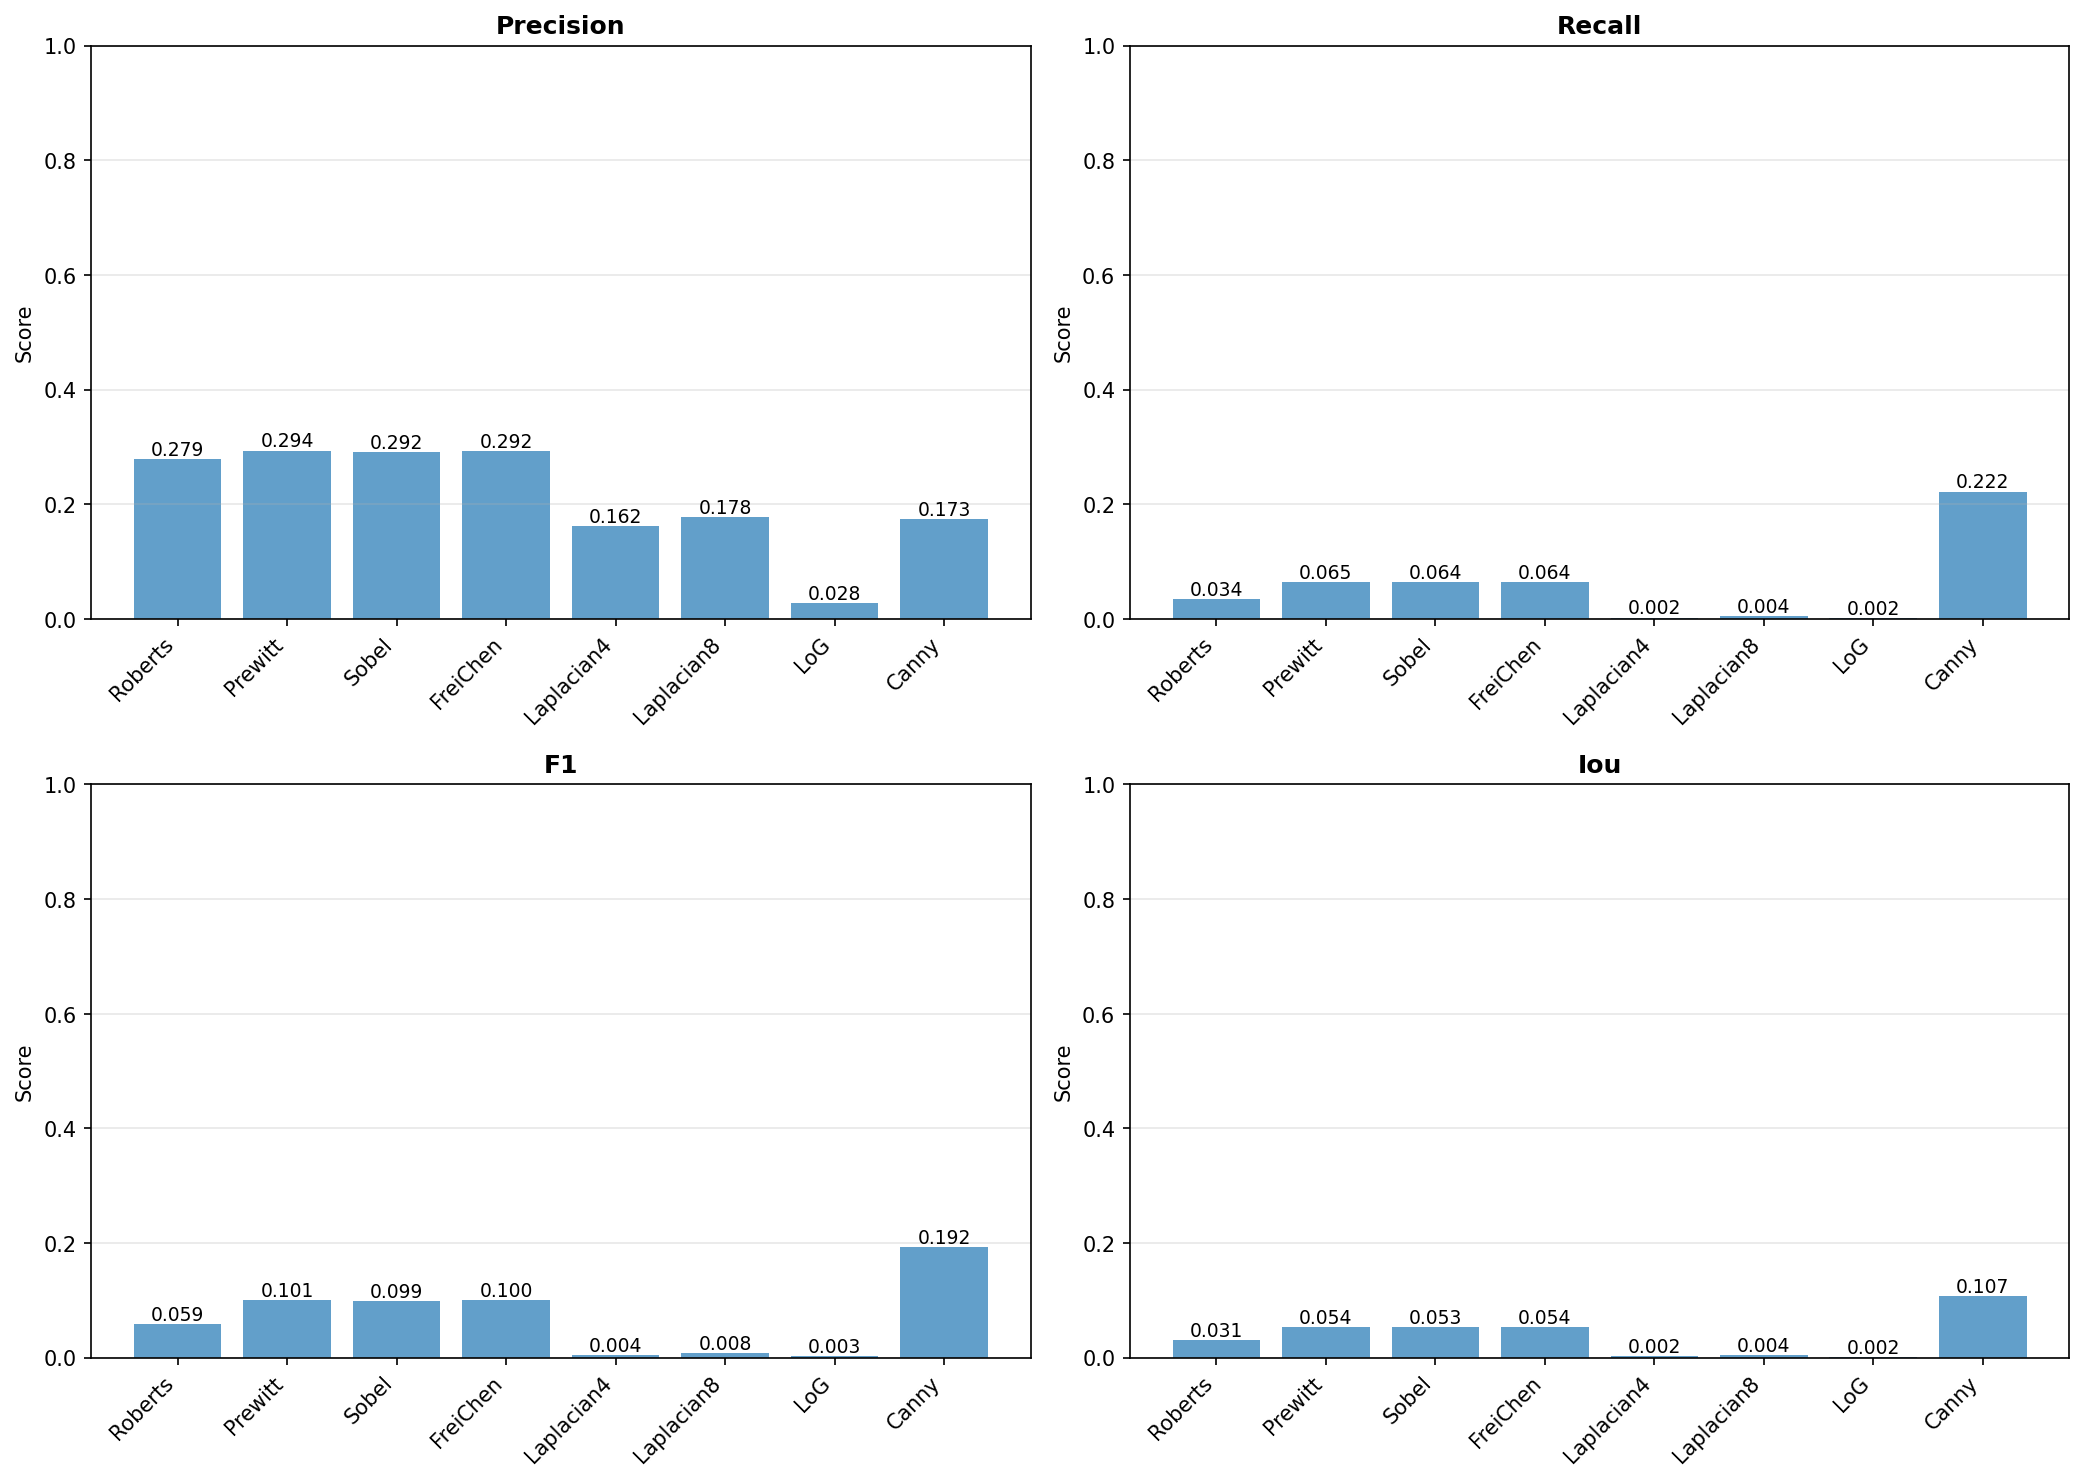 Precision
Score
1.0
0.8
0.6
0.4
0.2
0.0
0.279
0.294
0.292
0.292
0.162
0.178
0.028
0.173
Roberts
Prewitt
Sobel
FreiChen
Laplacian4
Laplacian8
LoG
Canny
Recall
Score
1.0
0.8
0.6
0.4
0.2
0.0
0.034
0.065
0.064
0.064
0.002
0.004
0.002
0.222
Roberts
Prewitt
Sobel
FreiChen
Laplacian4
Laplacian8
LoG
Canny
F1
Score
1.0
0.8
0.6
0.4
0.2
0.0
0.059
0.101
0.099
0.100
0.004
0.008
0.003
0.192
Roberts
Prewitt
Sobel
FreiChen
Laplacian4
Laplacian8
LoG
Canny
Iou
Score
1.0
0.8
0.6
0.4
0.2
0.0
0.031
0.054
0.053
0.054
0.002
0.004
0.002
0.107
Roberts
Prewitt
Sobel
FreiChen
Laplacian4
Laplacian8
LoG
Canny